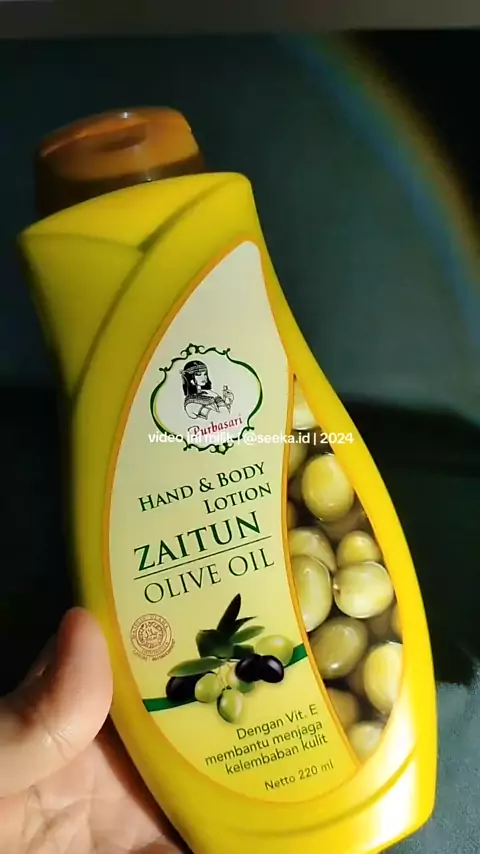 Purbasari
video ini milik | @seeka.id | 2024
HAND & BODY
LOTION
ZAITUN
OLIVE OIL
Dengan Vit. E
membantu menjaga
kelembaban kulit
Netto 220 ml